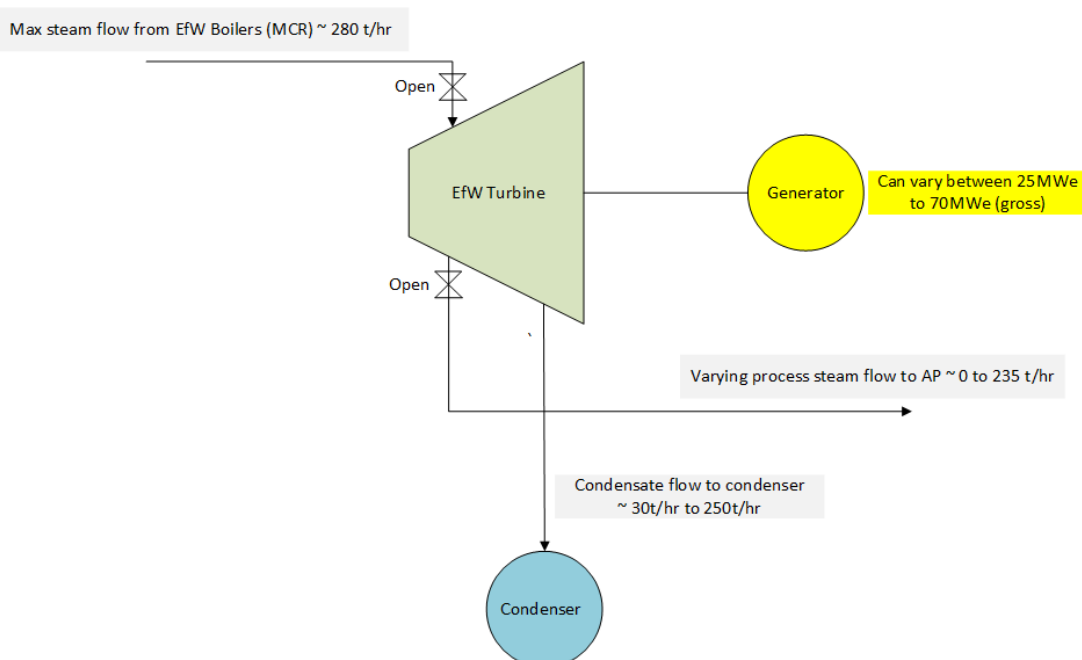 Max steam flow from EfW Boilers (MCR) ~ 280 t/hr
Open
EfW Turbine
Generator
Can vary between 25MWe
to 70MWe (gross)
Open
Varying process steam flow to AP ~ 0 to 235 t/hr
Condensate flow to condenser
~ 30t/hr to 250t/hr
Condenser